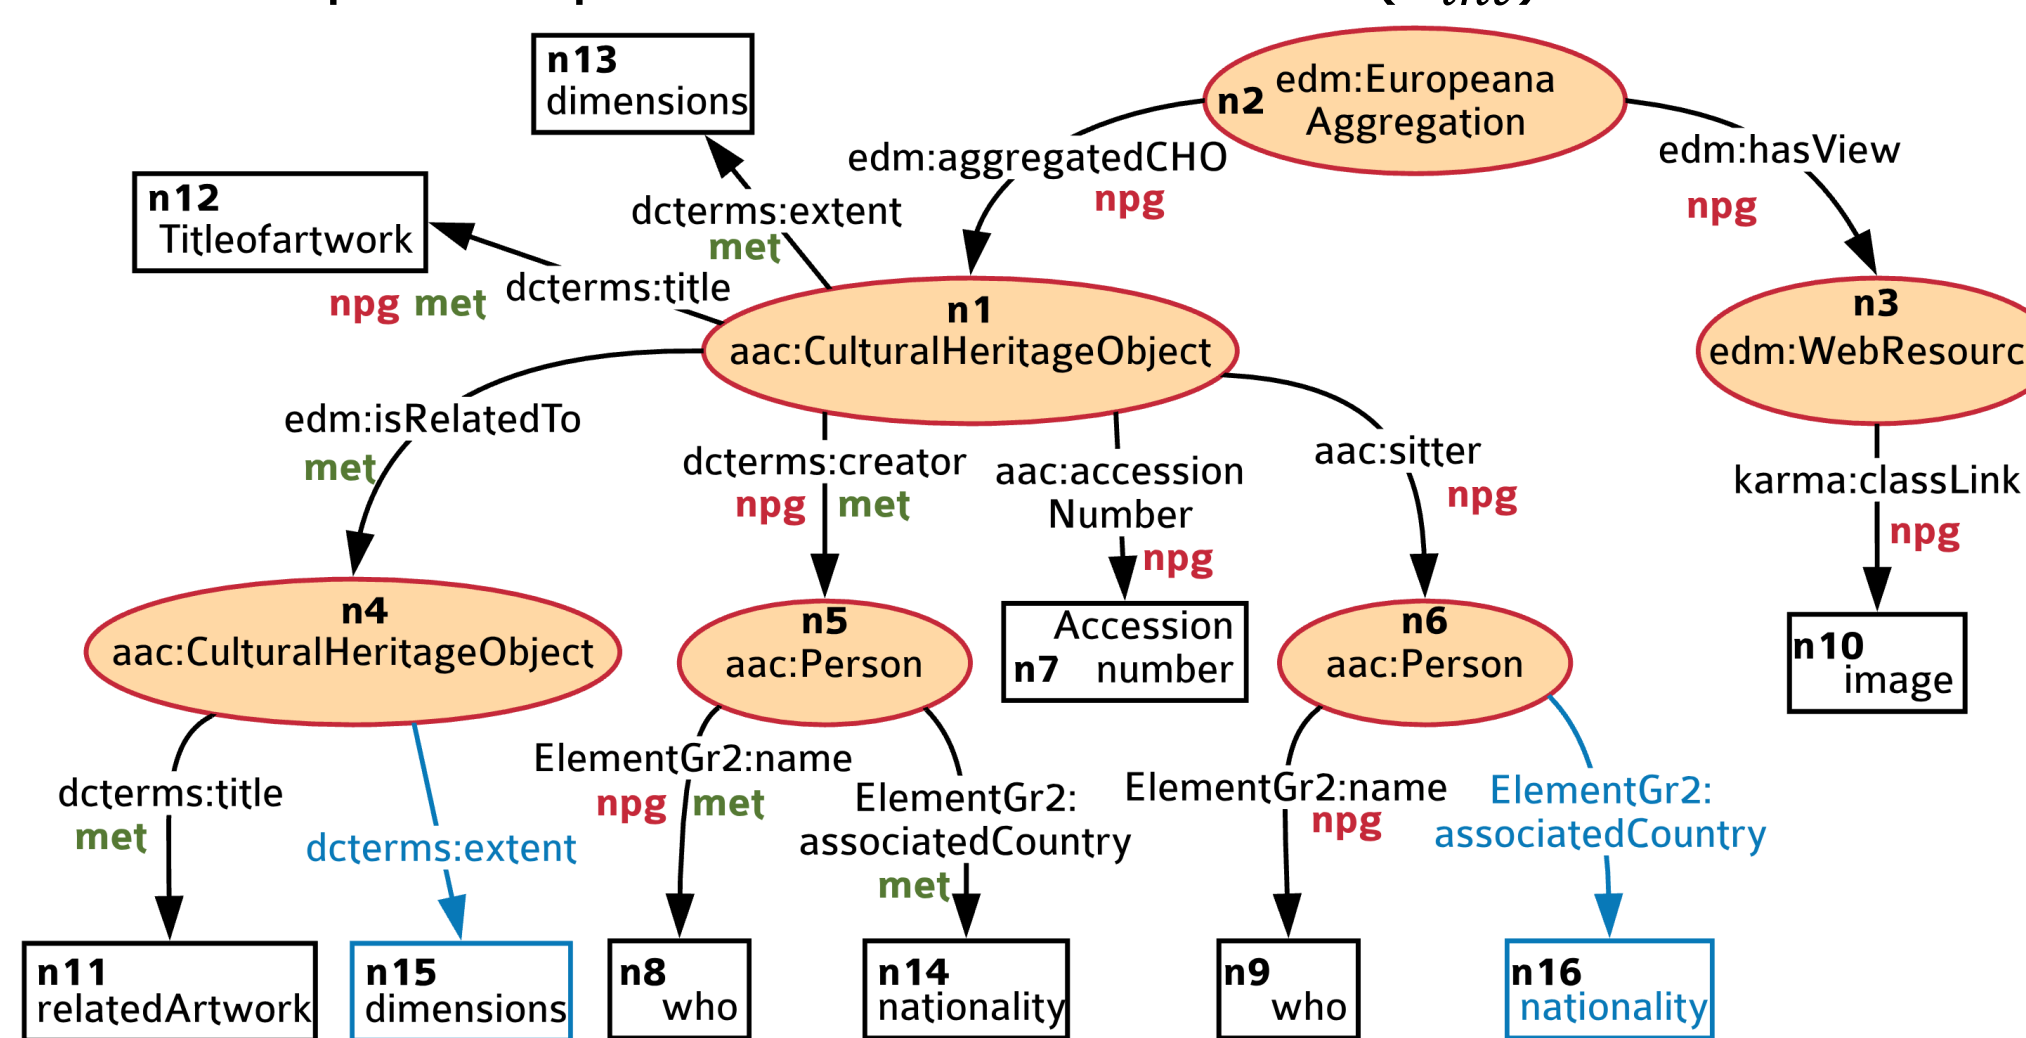 n13
dimensions
n2
edm:Europeana
Aggregation
n12
Titleofartwork
edm:aggregatedCHO
npg
edm:hasView
npg
dcterms:extent
met
dcterms:title
npg met
n1
aac:CulturalHeritageObject
n3
edm:WebResourc
edm:isRelatedTo
met
dcterms:creator
npg met
aac:accession
Number
npg
aac:sitter
npg
karma:classLink
npg
n4
aac:CulturalHeritageObject
n5
aac:Person
Accession
n7 number
n6
aac:Person
n10
image
dcterms:title
met
dcterms:extent
ElementGr2:name
npg met
ElementGr2:
associatedCountry
met
ElementGr2:name
npg
ElementGr2:
associatedCountry
n11
relatedArtwork
n15
dimensions
n8
who
n14
nationality
n9
who
n16
nationality